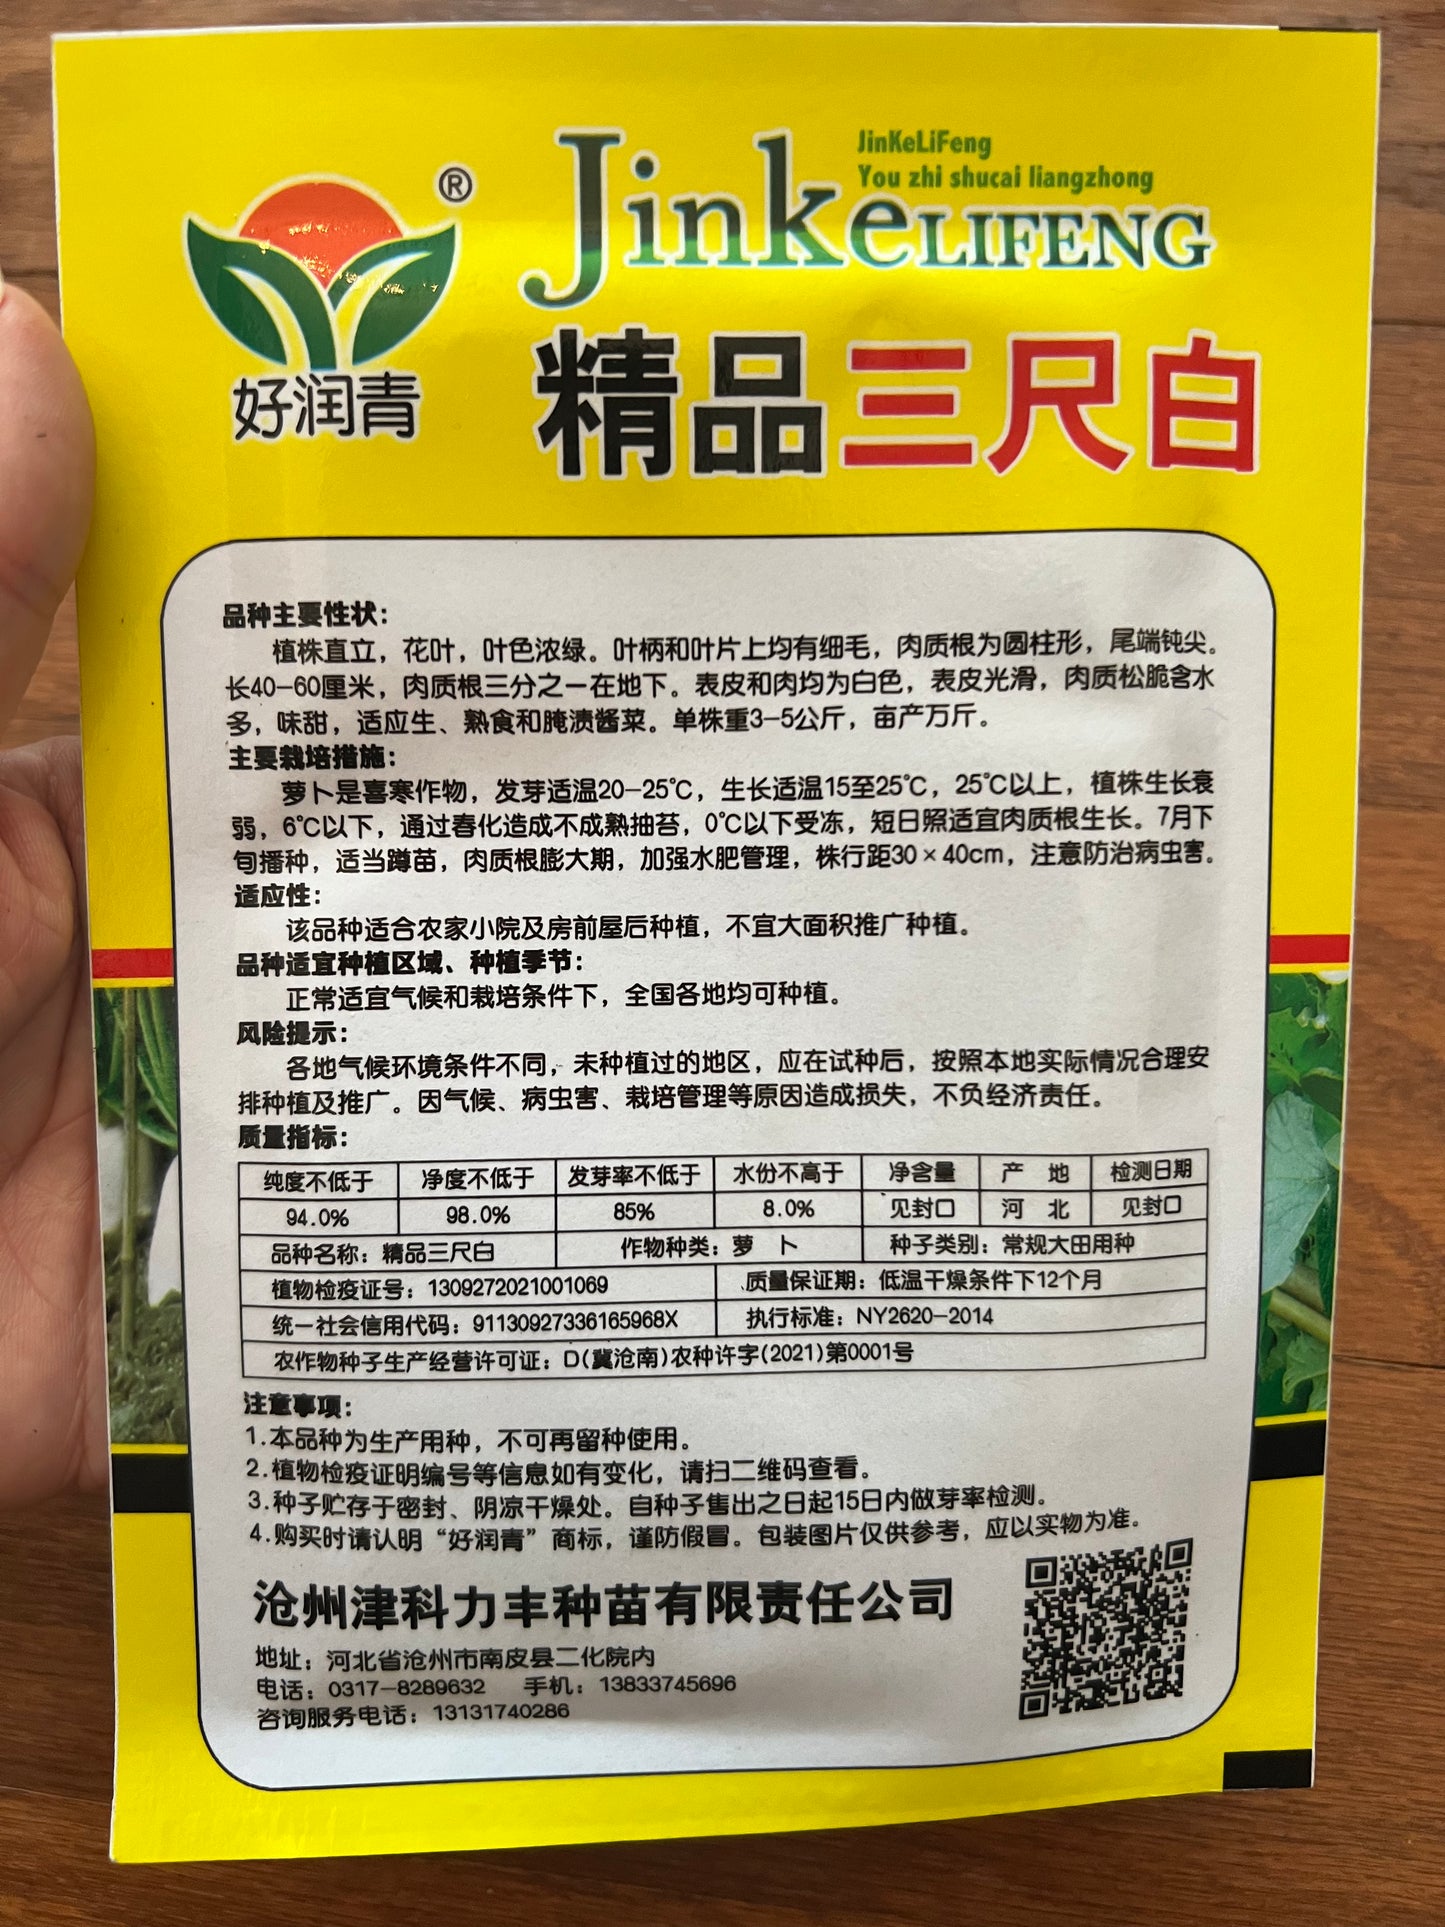 ®
JinKeLiFeng
You zhi shucai liangzhong
JinkeLIFENG
好润青
精品三尺白
品种主要性状：
植株直立，花叶，叶色浓绿。叶柄和叶片上均有细毛，肉质根为圆柱形，尾端钝尖。
长40-60厘米，肉质根三分之一在地下。表皮和肉均为白色，表皮光滑，肉质松脆含水
多，味甜，适应生、熟食和腌渍酱菜。单株重3-5公斤，亩产万斤。
主要栽培措施：
萝卜是喜寒作物，发芽适温20-25℃，生长适温15至25℃，25℃以上，植株生长衰
弱，6℃以下，通过春化造成不成熟抽苔，0℃以下受冻，短日照适宜肉质根生长。7月下
旬播种，适当蹲苗，肉质根膨大期，加强水肥管理，株行距30×40cm，注意防治病虫害。
适应性：
该品种适合农家小院及房前屋后种植，不宜大面积推广种植。
品种适宜种植区域、种植季节：
正常适宜气候和栽培条件下，全国各地均可种植。
风险提示：
各地气候环境条件不同，未种植过的地区，应在试种后，按照本地实际情况合理安
排种植及推广。因气候、病虫害、栽培管理等原因造成损失，不负经济责任。
质量指标：
纯度不低于 净度不低于 发芽率不低于 水份不高于 净含量 产 地 检测日期
94.0% 98.0% 85% 8.0% 见封口 河 北 见封口
品种名称：精品三尺白 作物种类：萝 卜 种子类别：常规大田用种
植物检疫证号：1309272021001069 质量保证期：低温干燥条件下12个月
统一社会信用代码：91130927336165968X 执行标准：NY2620-2014
农作物种子生产经营许可证：D(冀沧南)农种许字(2021)第0001号
注意事项：
1.本品种为生产用种，不可再留种使用。
2.植物检疫证明编号等信息如有变化，请扫二维码查看。
3.种子贮存于密封、阴凉干燥处。自种子售出之日起15日内做芽率检测。
4.购买时请认明“好润青”商标，谨防假冒。包装图片仅供参考，应以实物为准。
沧州津科力丰种苗有限责任公司
地址：河北省沧州市南皮县二化院内
电话：0317-8289632 手机：13833745696
咨询服务电话：13131740286